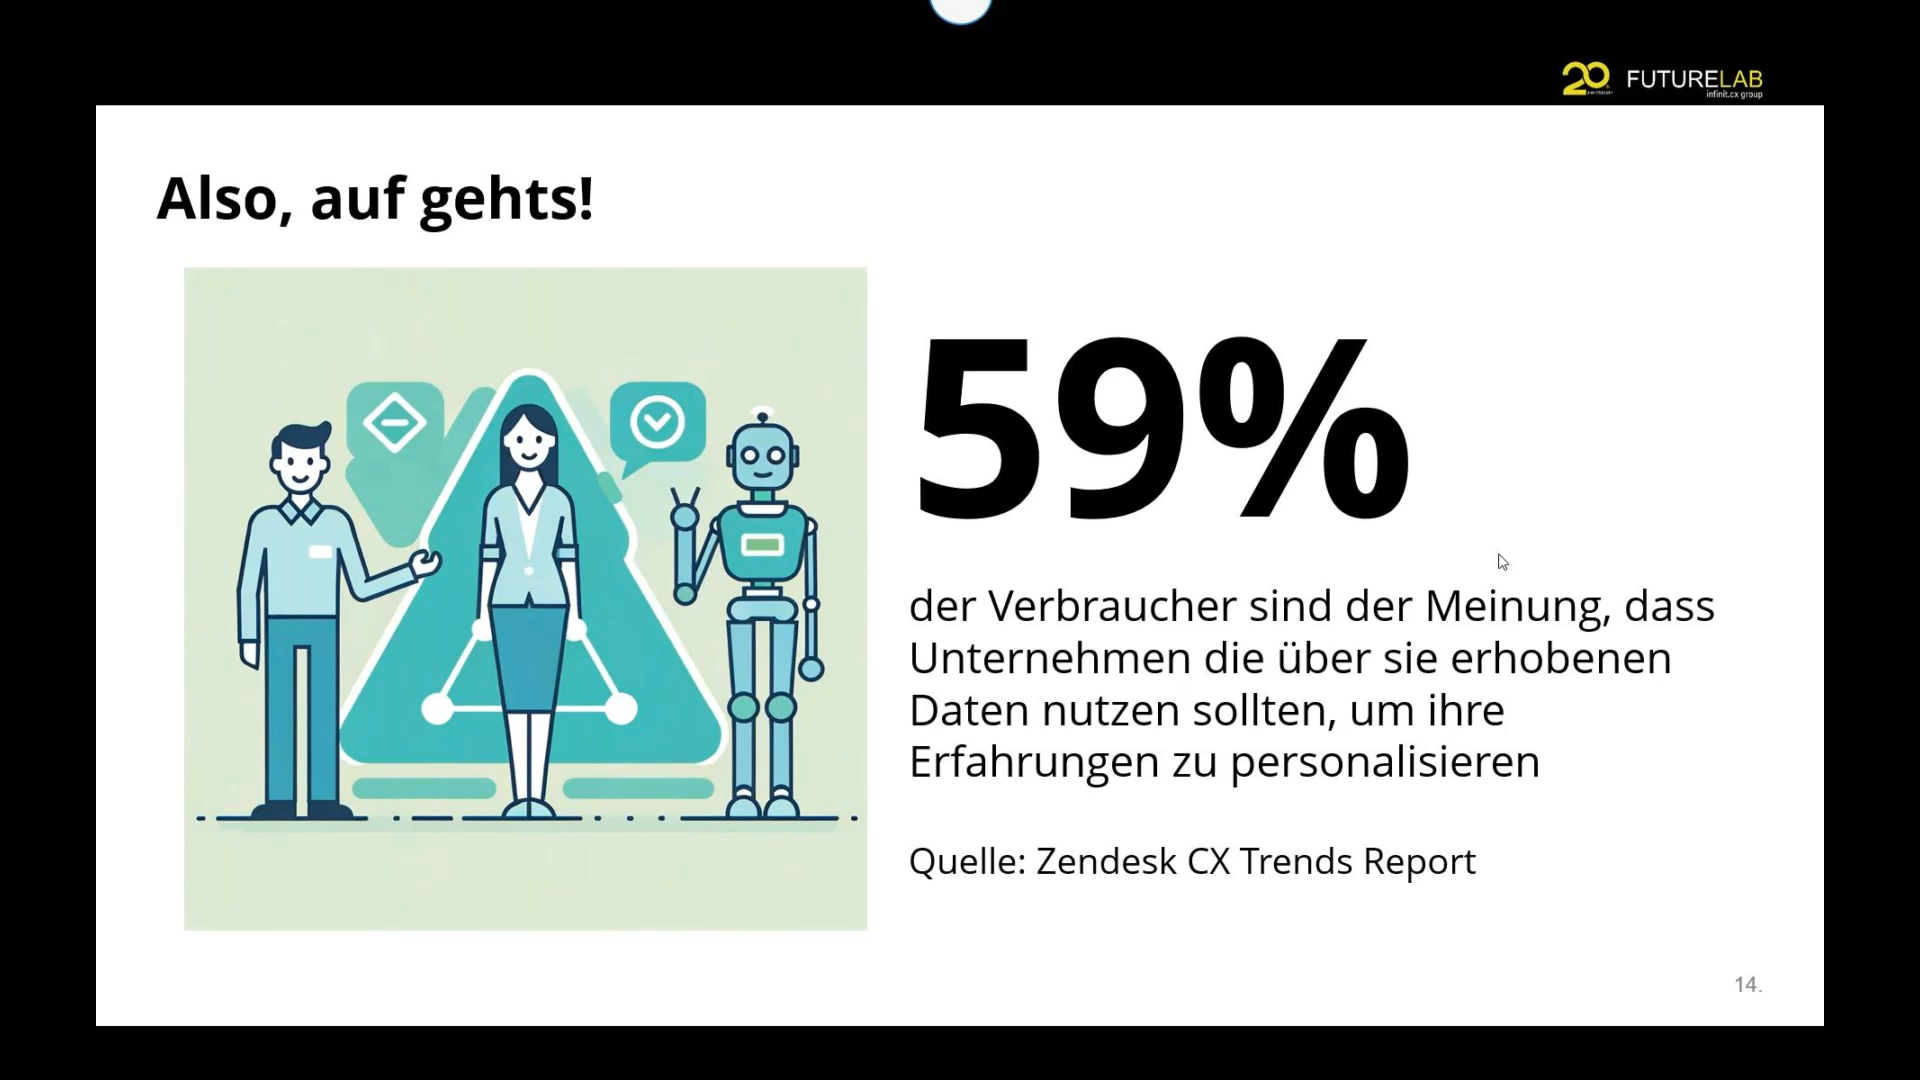 20
FUTURELAB
infinit.cx group
Also, auf gehts!
59%
der Verbraucher sind der Meinung, dass
Unternehmen die über sie erhobenen
Daten nutzen sollten, um ihre
Erfahrungen zu personalisieren
Quelle: Zendesk CX Trends Report
14.